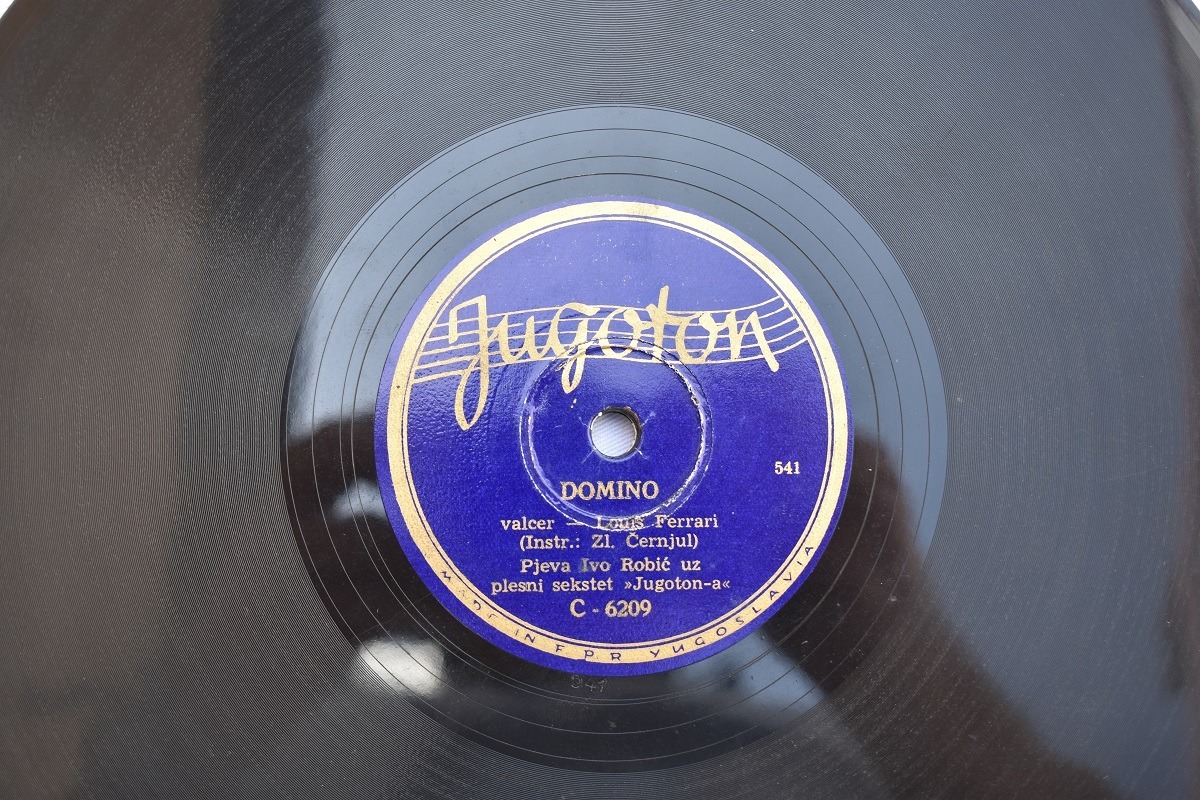 Jugoton
541
DOMINO
valcer — Louis Ferrari
(Instr.: Zl. Černjul)
Pjeva Ivo Robić uz
plesni sekstet »Jugoton-a«
C - 6209
MADE IN FPR YUGOSLAVIA
541